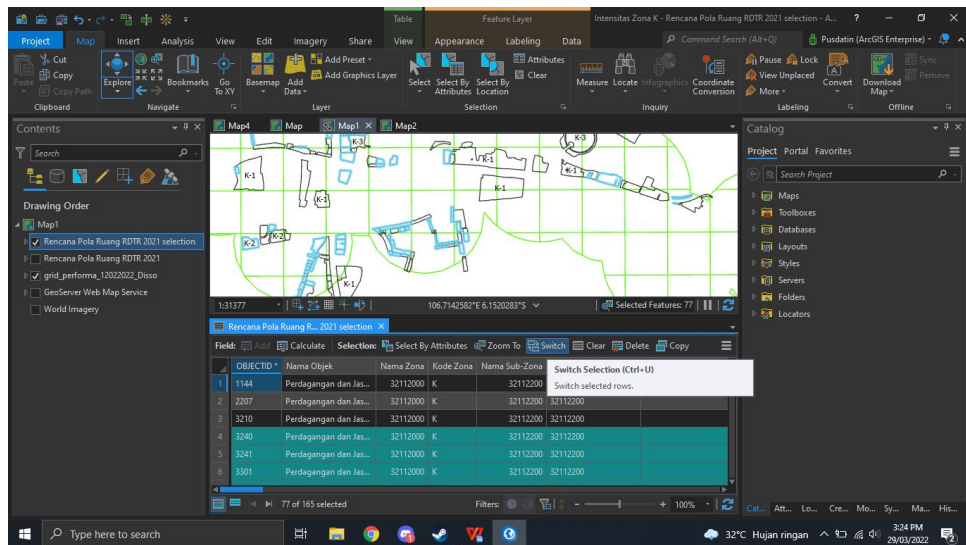 Table
Feature Layer
Intensitas Zona K - Rencana Pola Ruang RDTR 2021 selection - A...
?
Project Map Insert Analysis View Edit Imagery Share View Appearance Labeling Data
Command Search (Alt+Q)
Pusdatin (ArcGIS Enterprise)
Paste
Cut
Copy
Copy Path
Clipboard
Explore
Bookmarks
Go To XY
Navigate
Basemap
Add Data
Add Preset
Add Graphics Layer
Layer
Select
Select By Attributes
Select By Location
Attributes
Clear
Selection
Measure
Locate
Infographics
Coordinate Conversion
Inquiry
Pause
Lock
View Unplaced
More
Convert
Labeling
Download Map
Sync
Remove
Offline
Contents
Search
Drawing Order
Map1
Rencana Pola Ruang RDTR 2021 selection
Rencana Pola Ruang RDTR 2021
grid_performa_12022022_Disso
GeoServer Web Map Service
World Imagery
Map4 Map Map1 Map2
K-3
K-3
K-1
K-1
K-1
K-1
K-1
K-2
K-2
K-1
1:31377
106.7142582°E 6.1520283°S
Selected Features: 77
Rencana Pola Ruang R... 2021 selection
Field: Add Calculate Selection: Select By Attributes Zoom To Switch Clear Delete Copy
OBJECTID * Nama Objek Nama Zona Kode Zona Nama Sub-Zona
Switch Selection (Ctrl+U)
Switch selected rows.
1 1144 Perdagangan dan Jas... 32112000 K 32112200
2 2207 Perdagangan dan Jas... 32112000 K 32112200 32112200
3 3210 Perdagangan dan Jas... 32112000 K 32112200 32112200
4 3240 Perdagangan dan Jas... 32112000 K 32112200 32112200
5 3241 Perdagangan dan Jas... 32112000 K 32112200 32112200
6 3301 Perdagangan dan Jas... 32112000 K 32112200 32112200
77 of 165 selected
Filters:
100%
Catalog
Project Portal Favorites
Search Project
Maps
Toolboxes
Databases
Layouts
Styles
Servers
Folders
Locators
Cat... Att... Lo... Cre... Mo... Sy... Ma... His...
Type here to search
32°C Hujan ringan
3:24 PM
29/03/2022